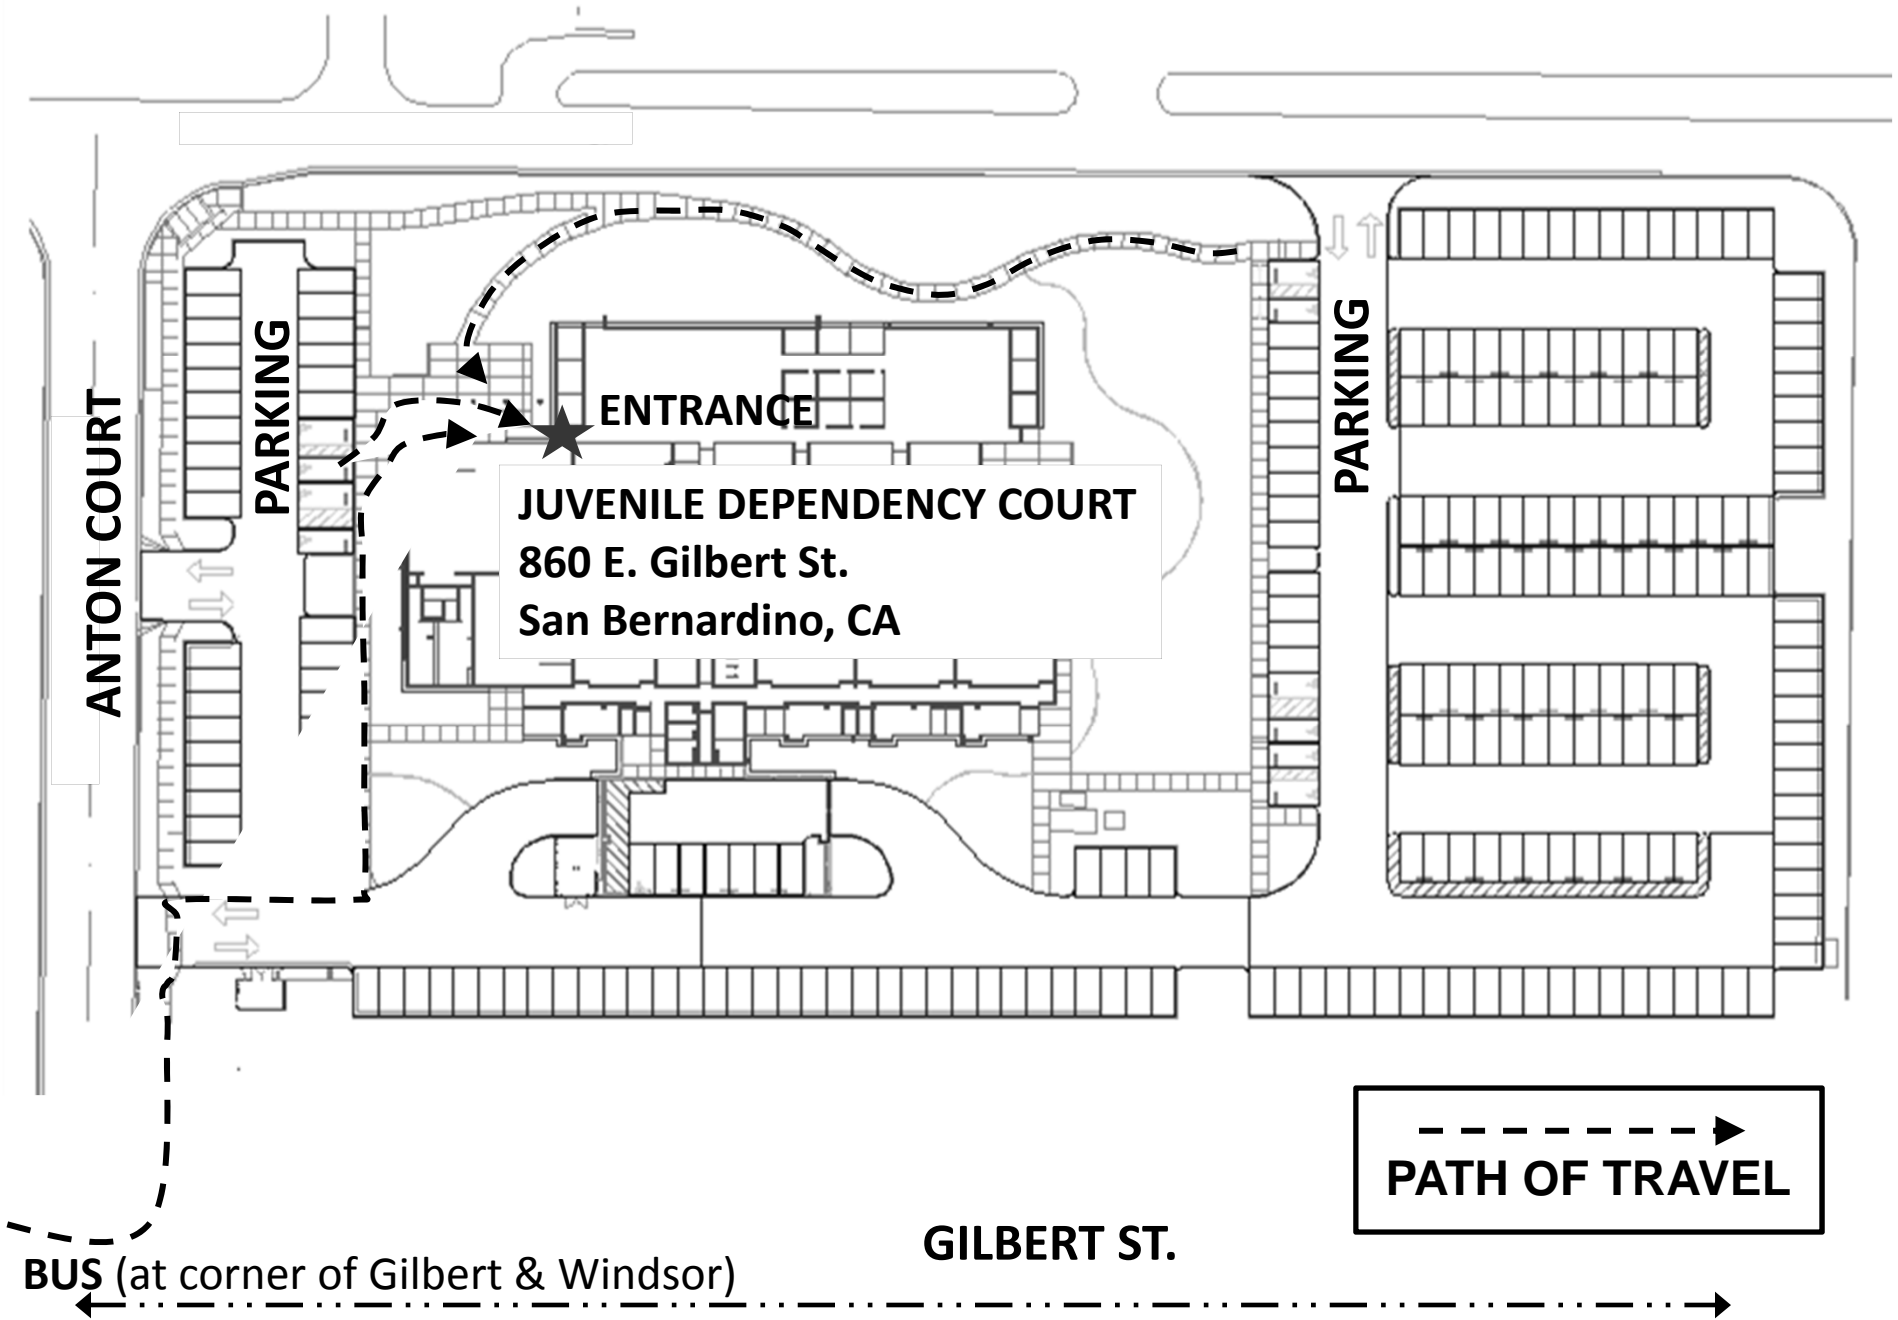 ANTON COURT
PARKING
ENTRANCE
PARKING
JUVENILE DEPENDENCY COURT
860 E. Gilbert St.
San Bernardino, CA
PATH OF TRAVEL
GILBERT ST.
BUS (at corner of Gilbert & Windsor)